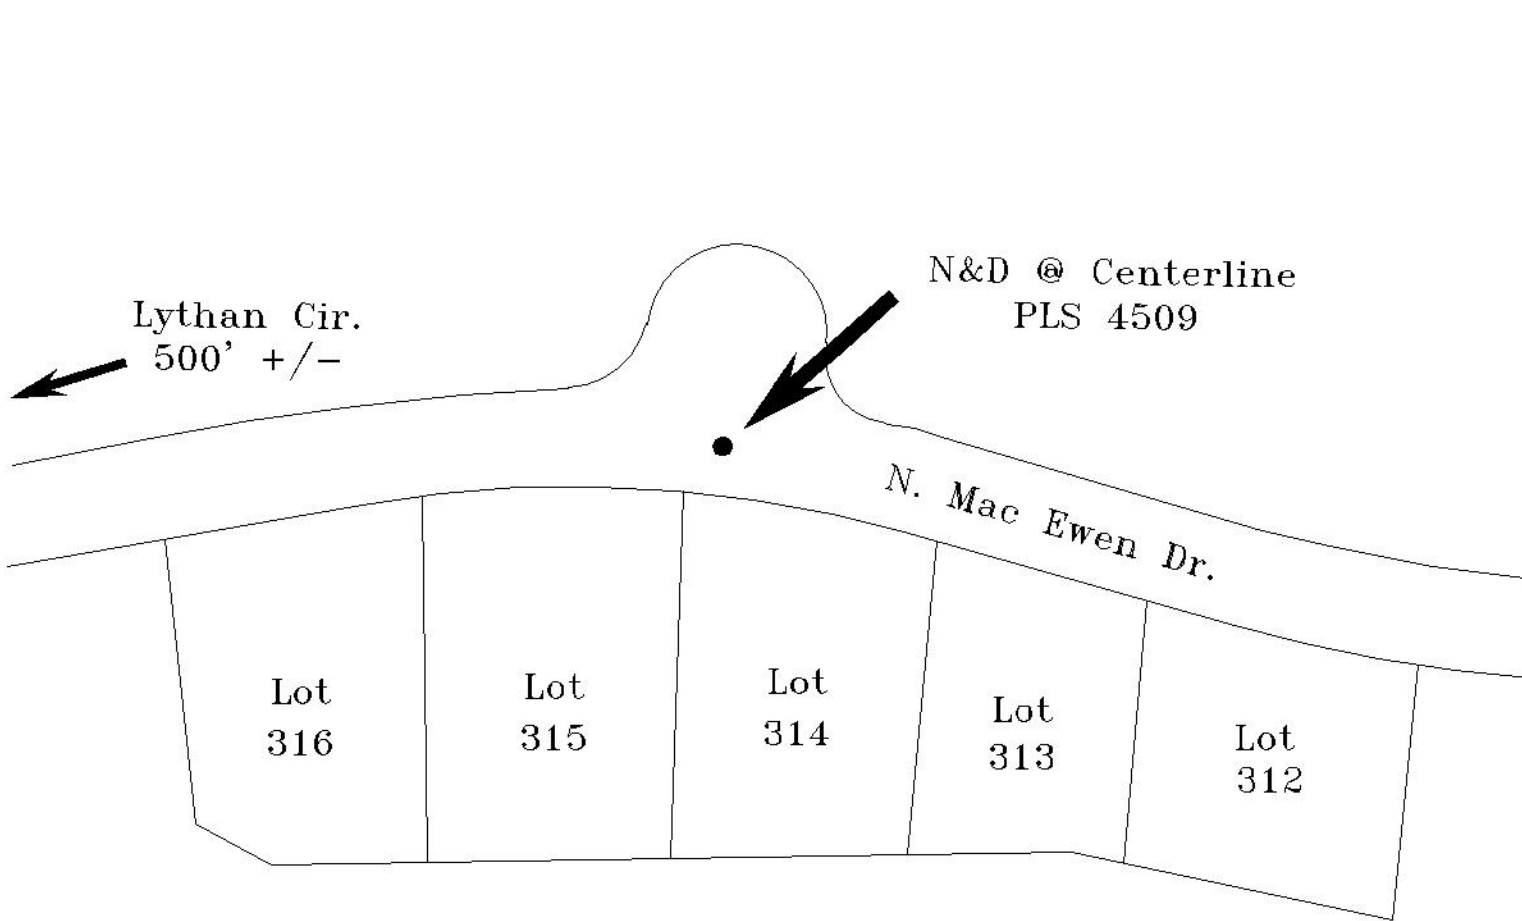 N&D @ Centerline
PLS 4509
Lythan Cir.
500' +/-
N. Mac Ewen Dr.
Lot
316
Lot
315
Lot
314
Lot
313
Lot
312